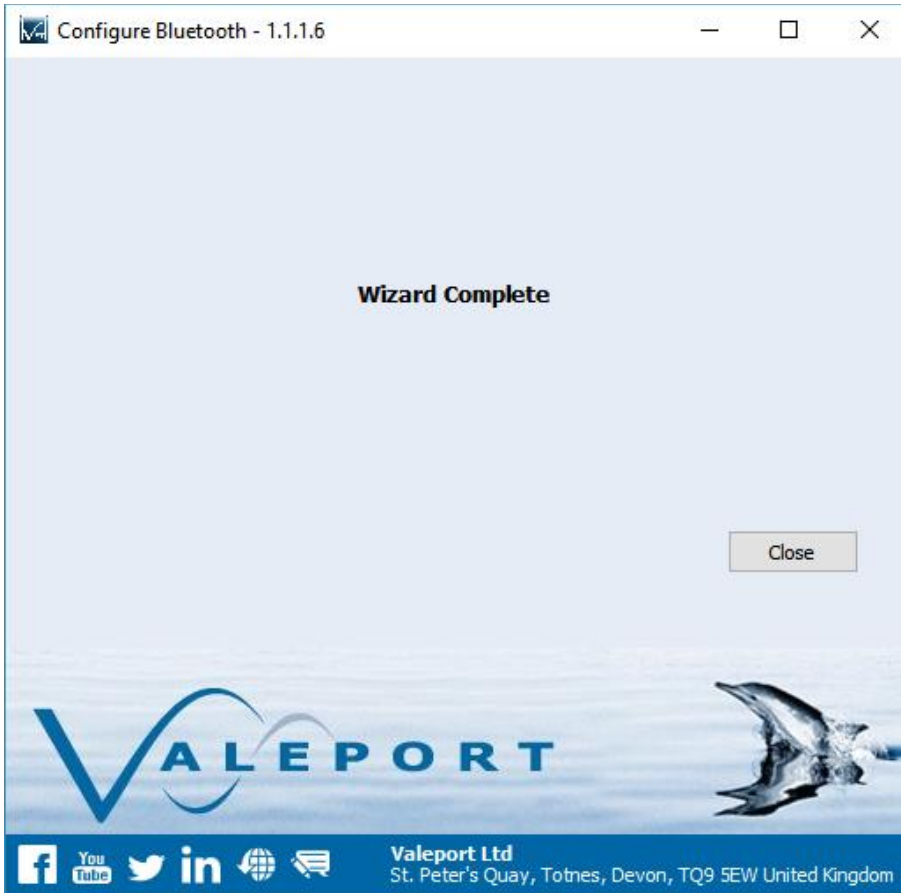 Configure Bluetooth - 1.1.1.6
Wizard Complete
Close
VALEPORT
You
Tube
in
Valeport Ltd
St. Peter's Quay, Totnes, Devon, TQ9 5EW United Kingdom